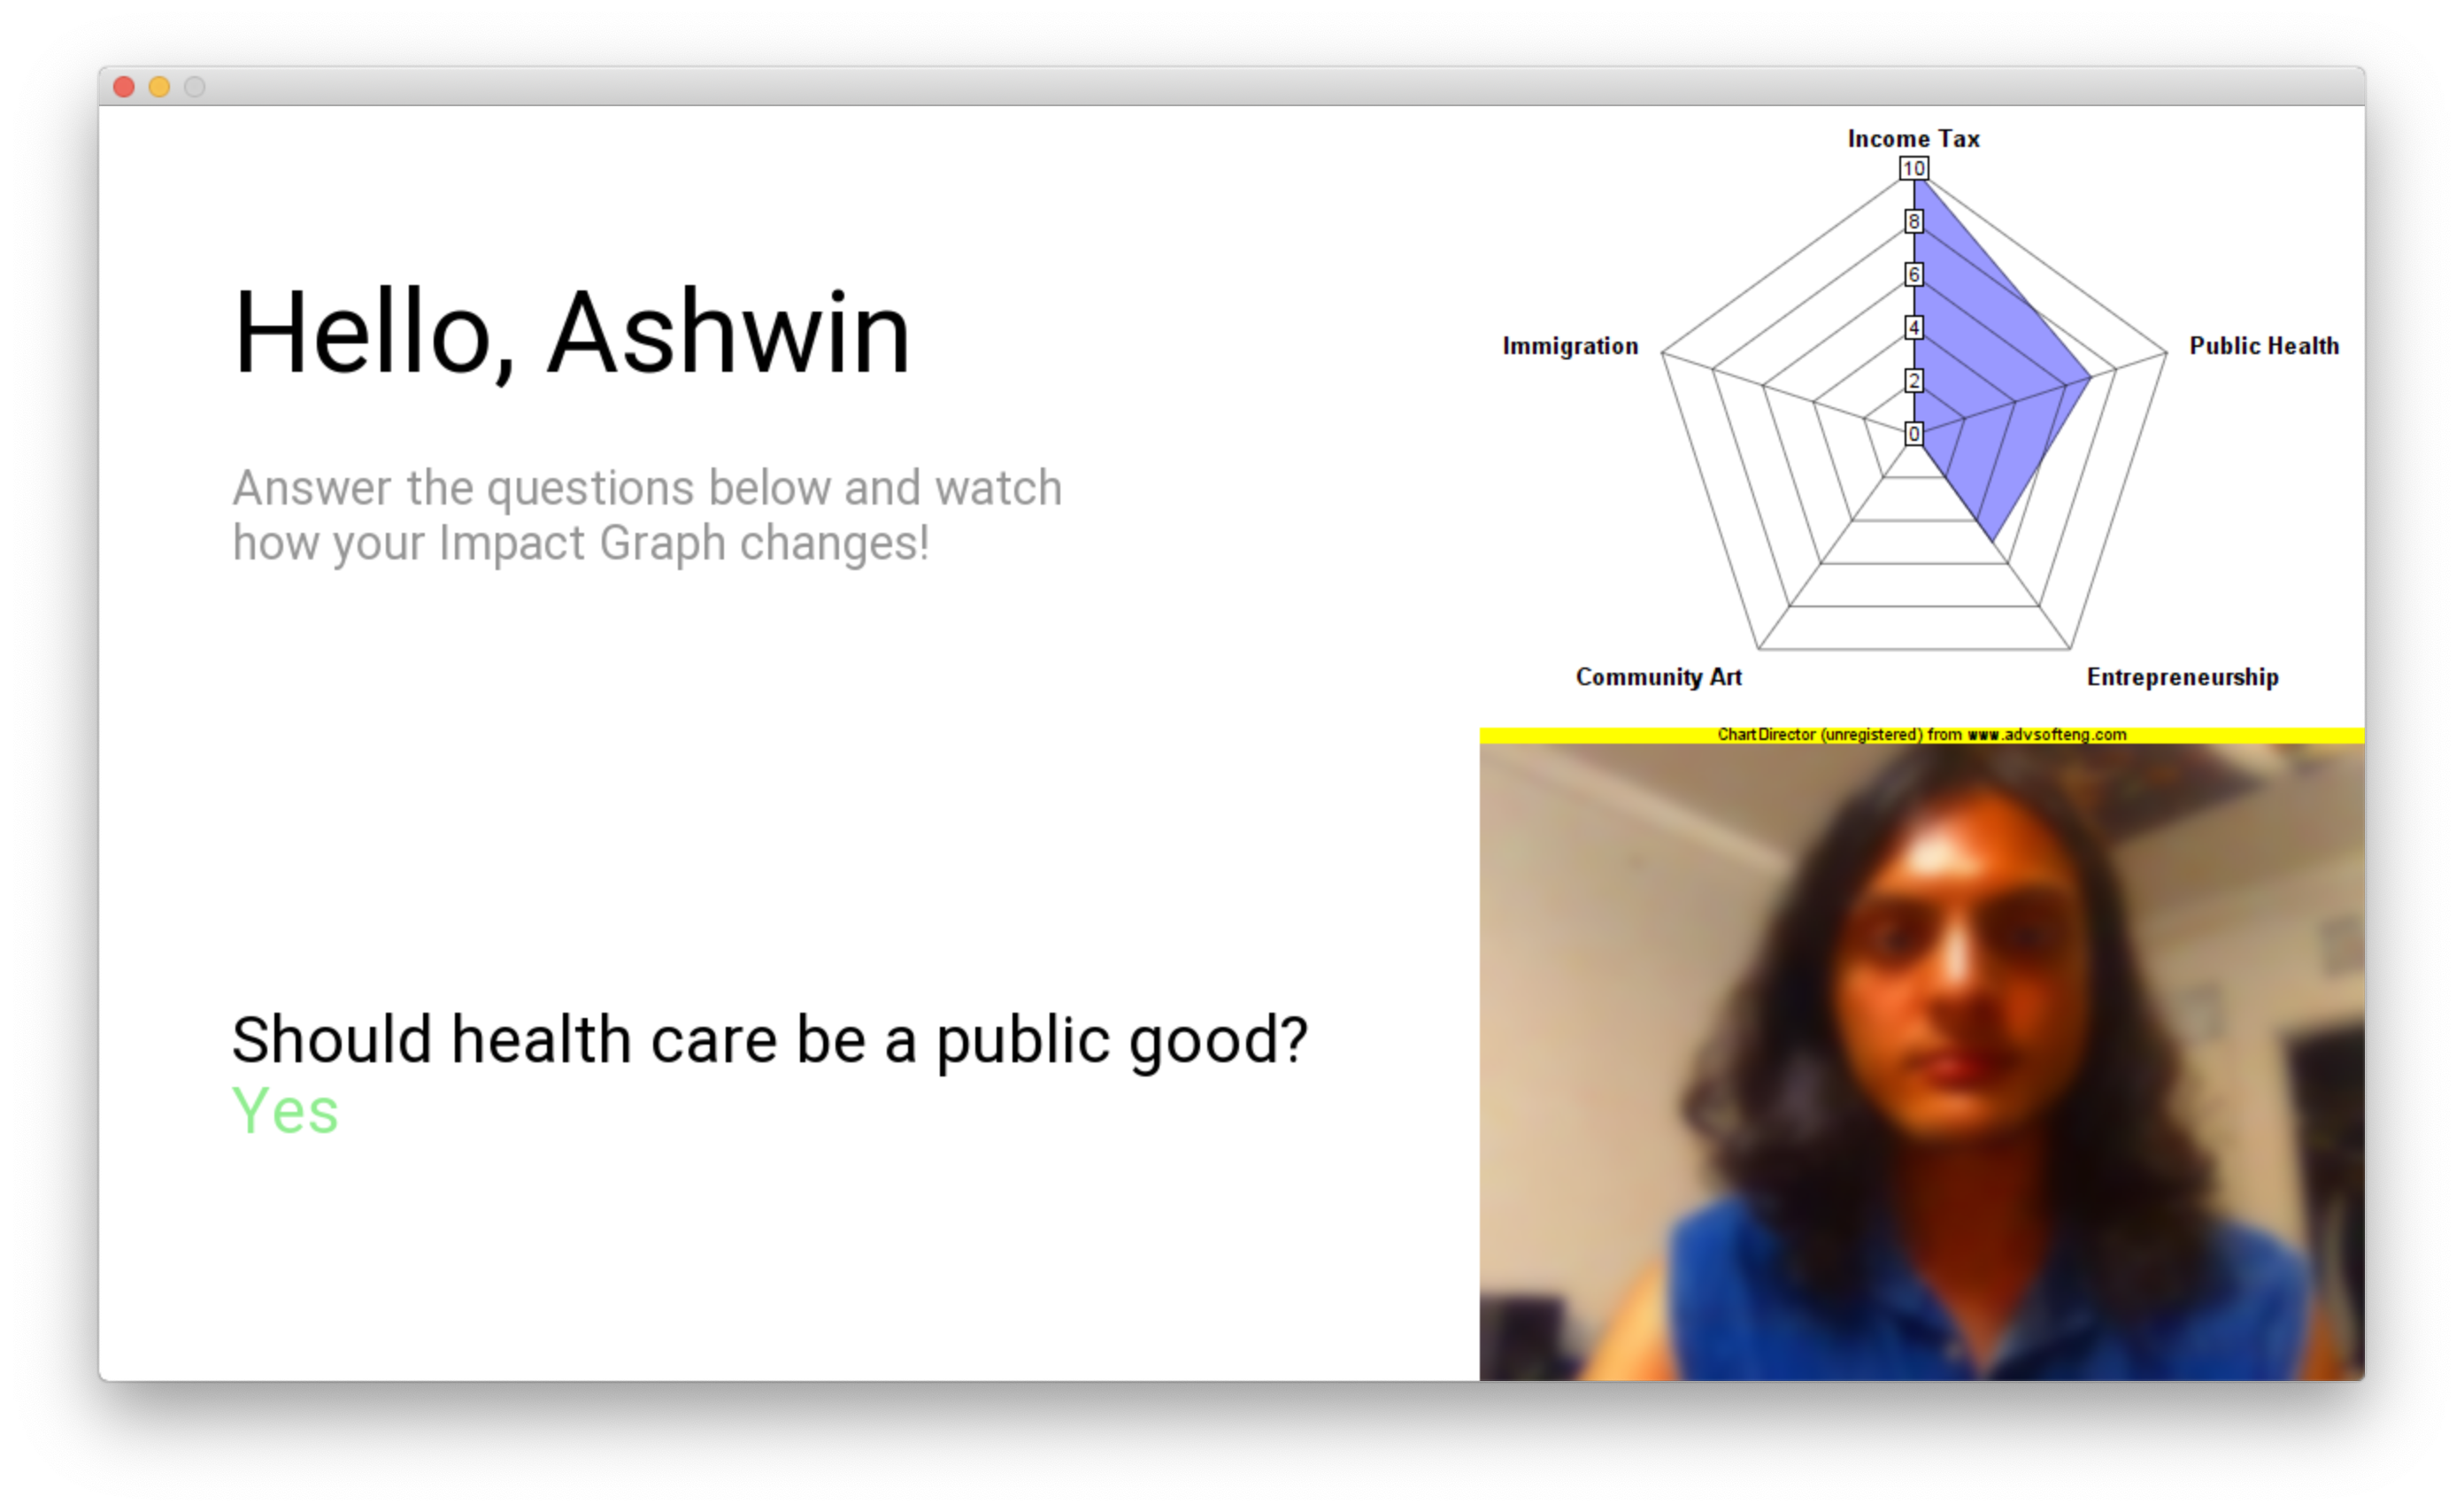 Hello, Ashwin
Answer the questions below and watch
how your Impact Graph changes!
Should health care be a public good?
Yes
Income Tax
10
8
6
4
2
0
Immigration
Public Health
Community Art
Entrepreneurship
ChartDirector (unregistered) from www.advsofteng.com